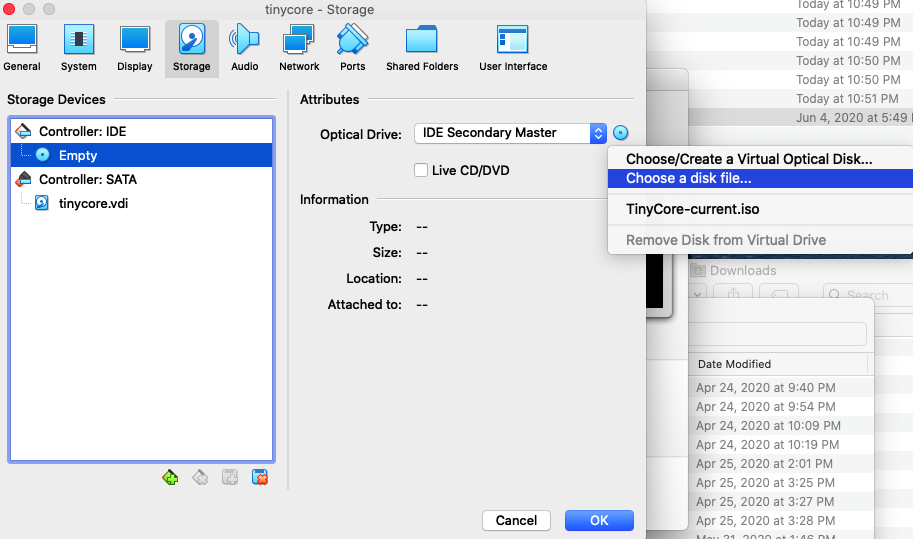 tinycore - Storage
General System Display Storage Audio Network Ports Shared Folders User Interface
Storage Devices
Controller: IDE
Empty
Controller: SATA
tinycore.vdi
Attributes
Optical Drive: IDE Secondary Master
Live CD/DVD
Information
Type: --
Size: --
Location: --
Attached to: --
Cancel OK
Choose/Create a Virtual Optical Disk...
Choose a disk file...
TinyCore-current.iso
Remove Disk from Virtual Drive
Today at 10:49 PM
Today at 10:49 PM
Today at 10:49 PM
Today at 10:50 PM
Today at 10:50 PM
Today at 10:51 PM
Jun 4, 2020 at 5:49
Downloads
Search
Date Modified
Apr 24, 2020 at 9:40 PM
Apr 24, 2020 at 9:54 PM
Apr 24, 2020 at 10:09 PM
Apr 24, 2020 at 10:19 PM
Apr 25, 2020 at 2:01 PM
Apr 25, 2020 at 3:25 PM
Apr 25, 2020 at 3:27 PM
Apr 25, 2020 at 3:28 PM
May 31, 2020 at 1:46 PM